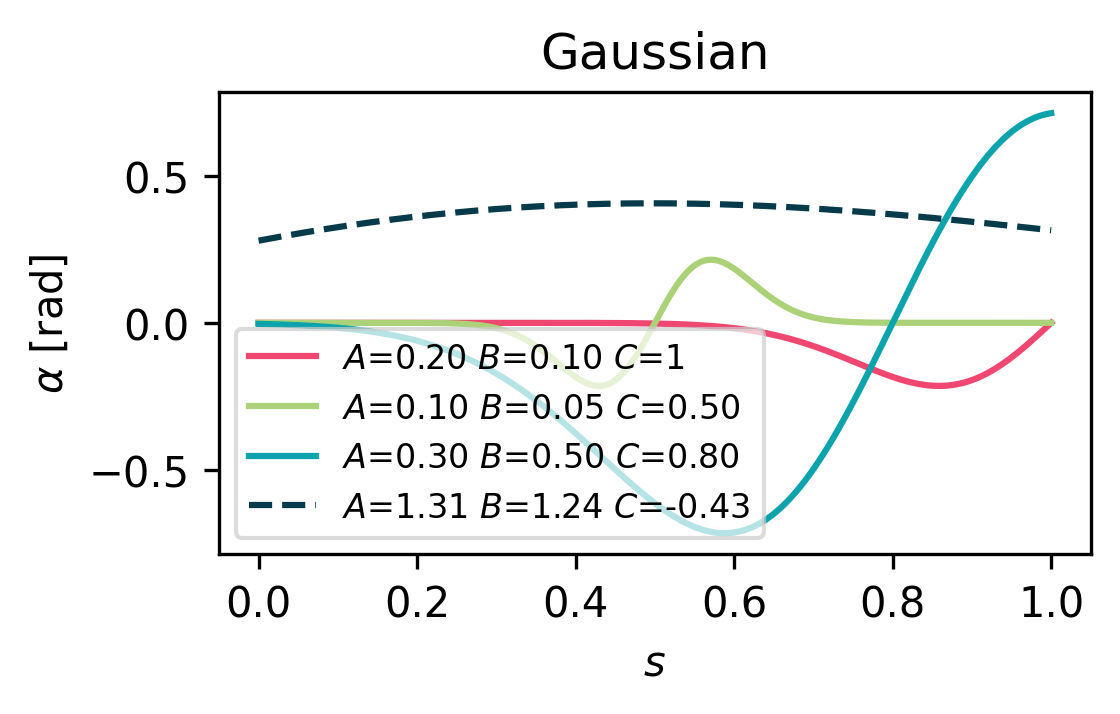 Gaussian
α [rad]
0.5
0.0
−0.5
A=0.20 B=0.10 C=1
A=0.10 B=0.05 C=0.50
A=0.30 B=0.50 C=0.80
A=1.31 B=1.24 C=-0.43
0.0 0.2 0.4 0.6 0.8 1.0
s